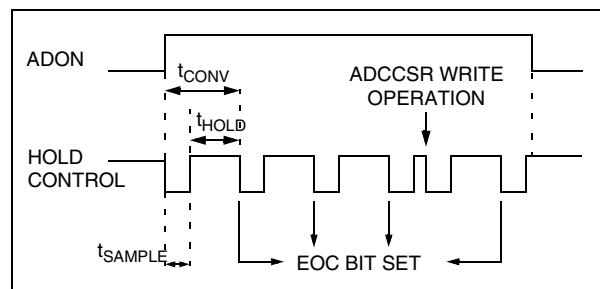 ADON
tCONV
ADCCSR WRITE
OPERATION
tHOLD
HOLD
CONTROL
tSAMPLE
EOC BIT SET